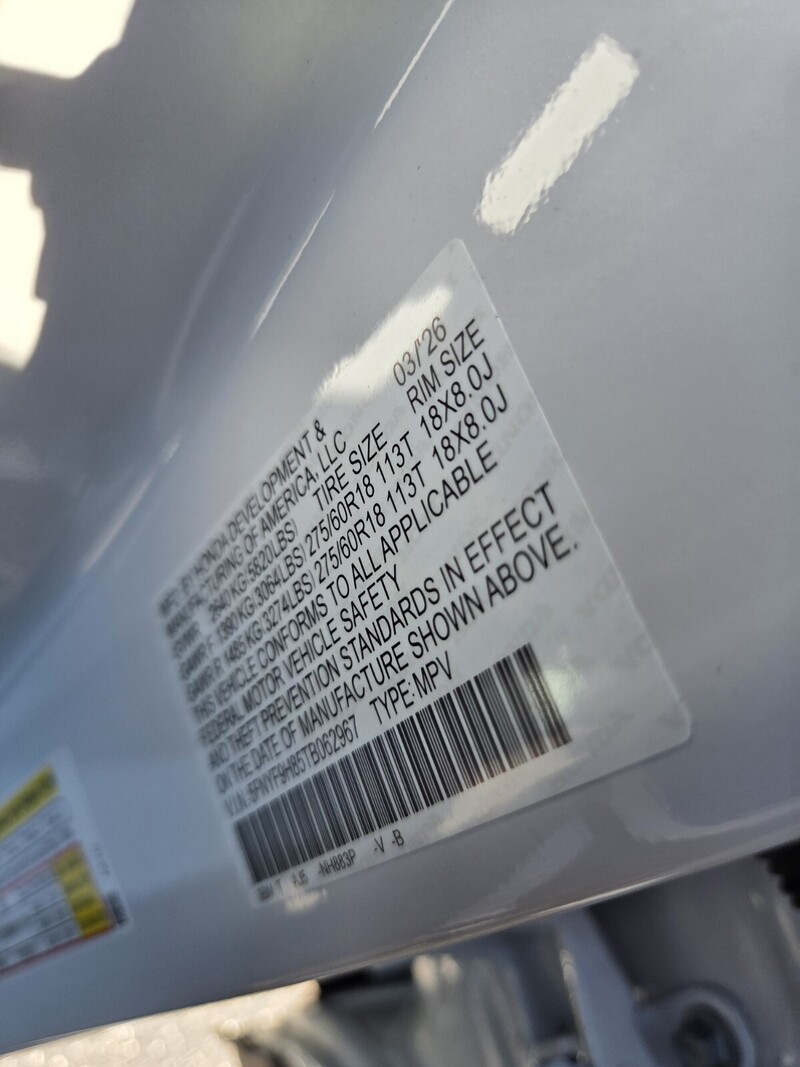 03/'26
MFD. BY HONDA DEVELOPMENT &
MANUFACTURING OF AMERICA, LLC
GVWR: 2640 KG(5820LBS) TIRE SIZE RIM SIZE
GAWR F: 1390 KG(3064LBS) 275/60R18 113T 18X8.0J
GAWR R: 1485 KG(3274LBS) 275/60R18 113T 18X8.0J
THIS VEHICLE CONFORMS TO ALL APPLICABLE
FEDERAL MOTOR VEHICLE SAFETY
AND THEFT PREVENTION STANDARDS IN EFFECT
ON THE DATE OF MANUFACTURE SHOWN ABOVE.
V.I.N.: 5FNYF9H85TB062967 TYPE: MPV
-NH883P -V -B